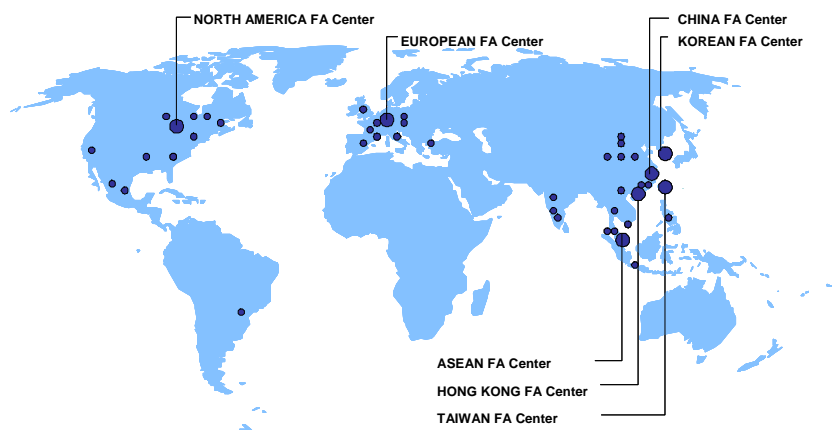 NORTH AMERICA FA Center
CHINA FA Center
EUROPEAN FA Center
KOREAN FA Center
ASEAN FA Center
HONG KONG FA Center
TAIWAN FA Center